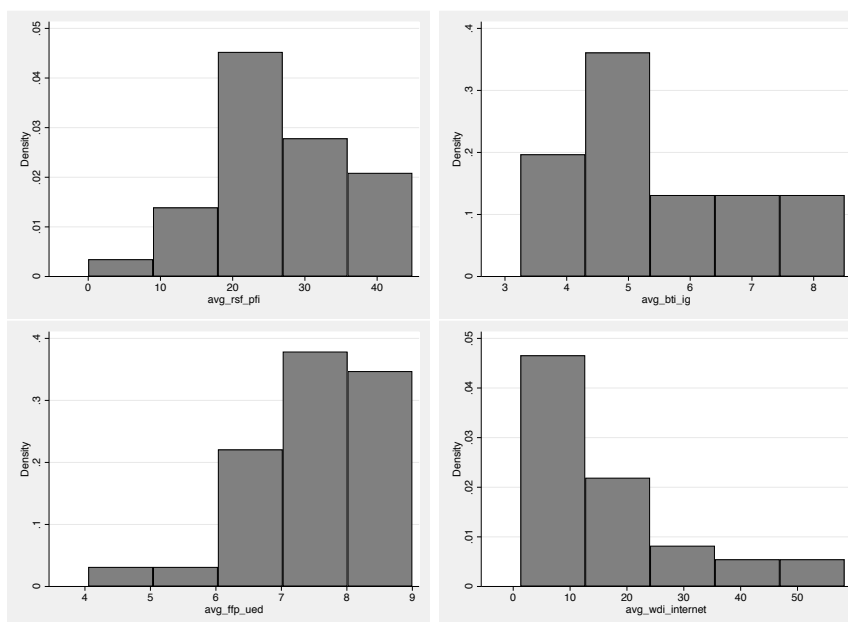 .05
.04
.03
.02
.01
0
Density
0 10 20 30 40
avg_rsf_pfi
.4
.3
.2
.1
0
Density
3 4 5 6 7 8
avg_bti_ig
.4
.3
.2
.1
0
Density
4 5 6 7 8 9
avg_ffp_ued
.05
.04
.03
.02
.01
0
Density
0 10 20 30 40 50
avg_wdi_internet